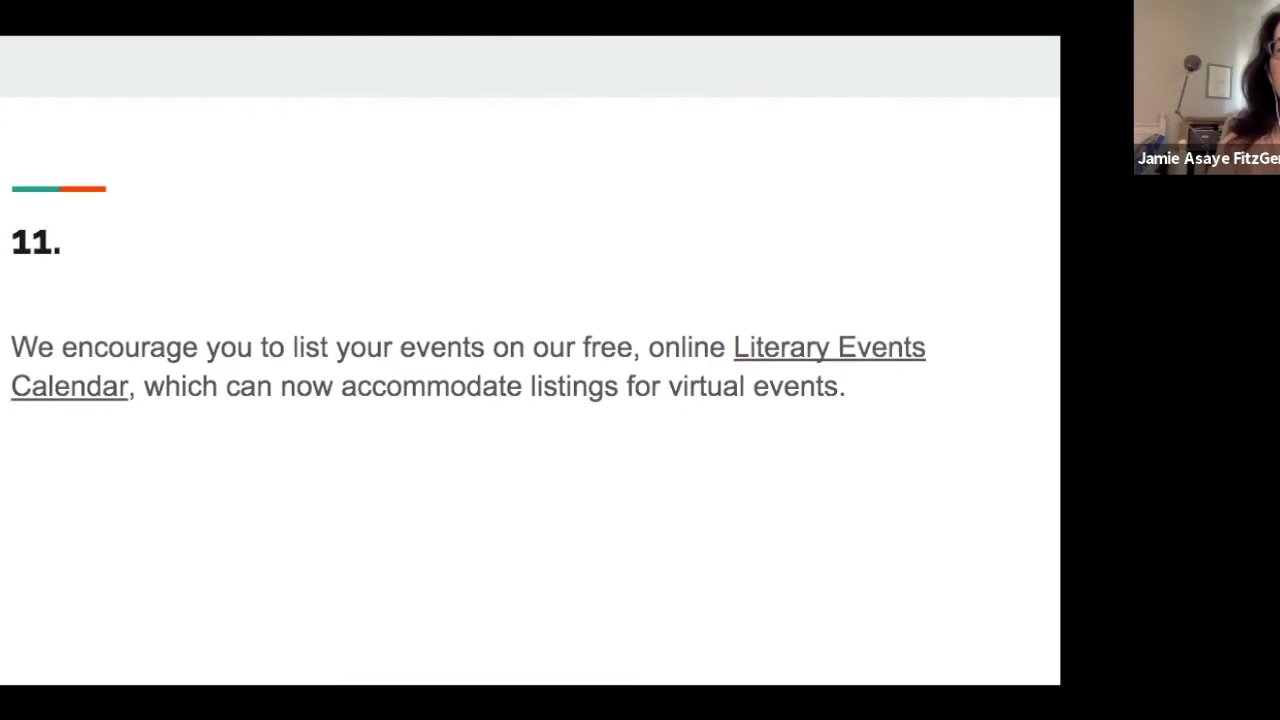 11.
We encourage you to list your events on our free, online Literary Events
Calendar, which can now accommodate listings for virtual events.
Jamie Asaye FitzGe